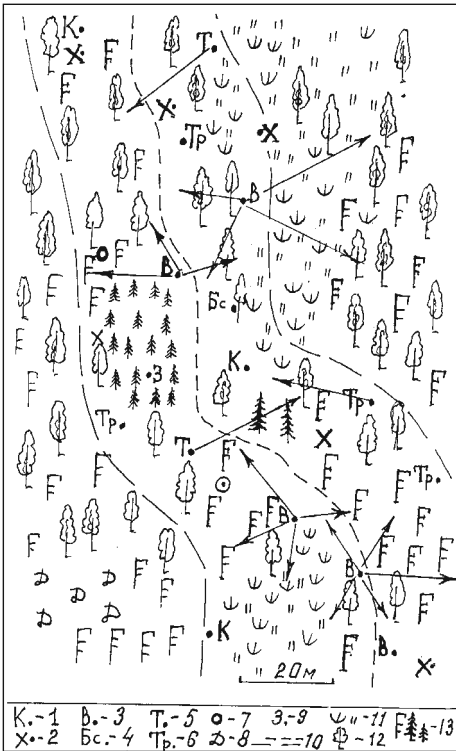 К.
Х.
Т.
Х.
Тр
Х
В
В
Бс.
З
К.
Тр
Х
Тр.
Т.
Тр.
В
В
К
В.
Х.
20м
К.-1 В.-3 Т.-5 о-7 З.-9 11
Х.-2 Бс.-4 Тр.-6 Д-8 10 12 13